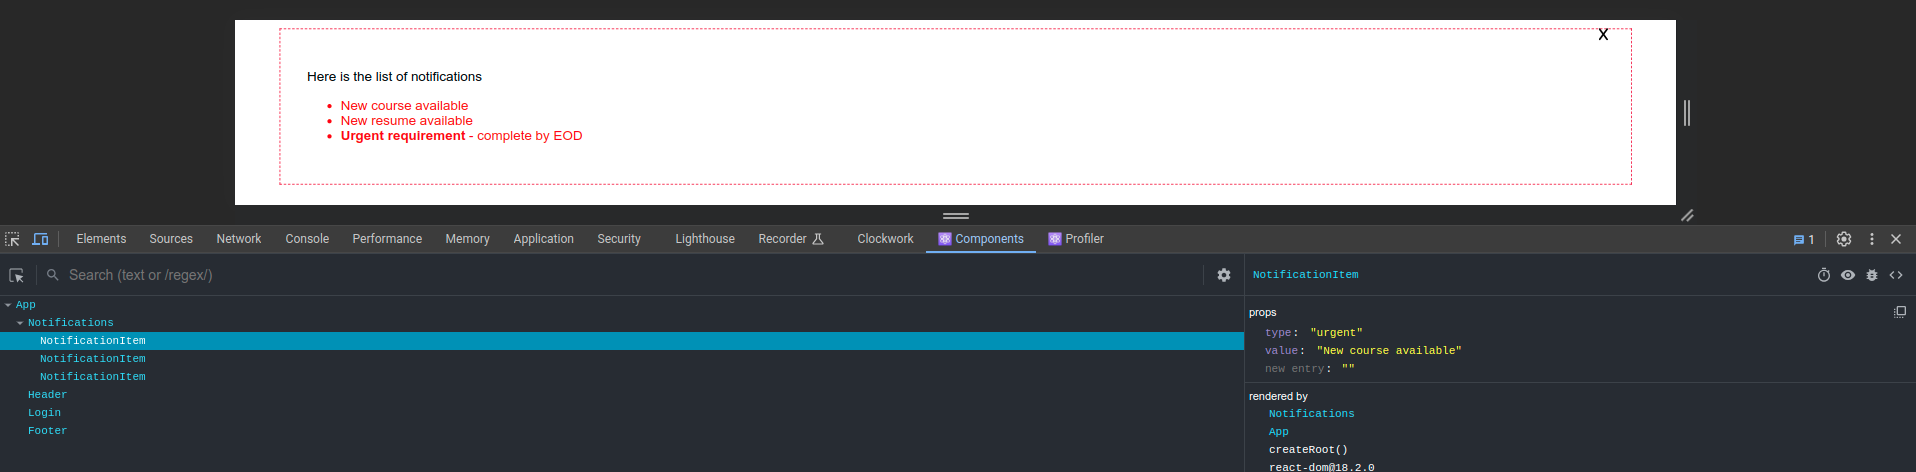 X
Here is the list of notifications
• New course available
• New resume available
• Urgent requirement - complete by EOD
Elements Sources Network Console Performance Memory Application Security Lighthouse Recorder Clockwork Components Profiler 1
Search (text or /regex/)
NotificationItem
App
Notifications
NotificationItem
NotificationItem
NotificationItem
Header
Login
Footer
props
type: "urgent"
value: "New course available"
new entry: ""
rendered by
Notifications
App
createRoot()
react-dom@18.2.0